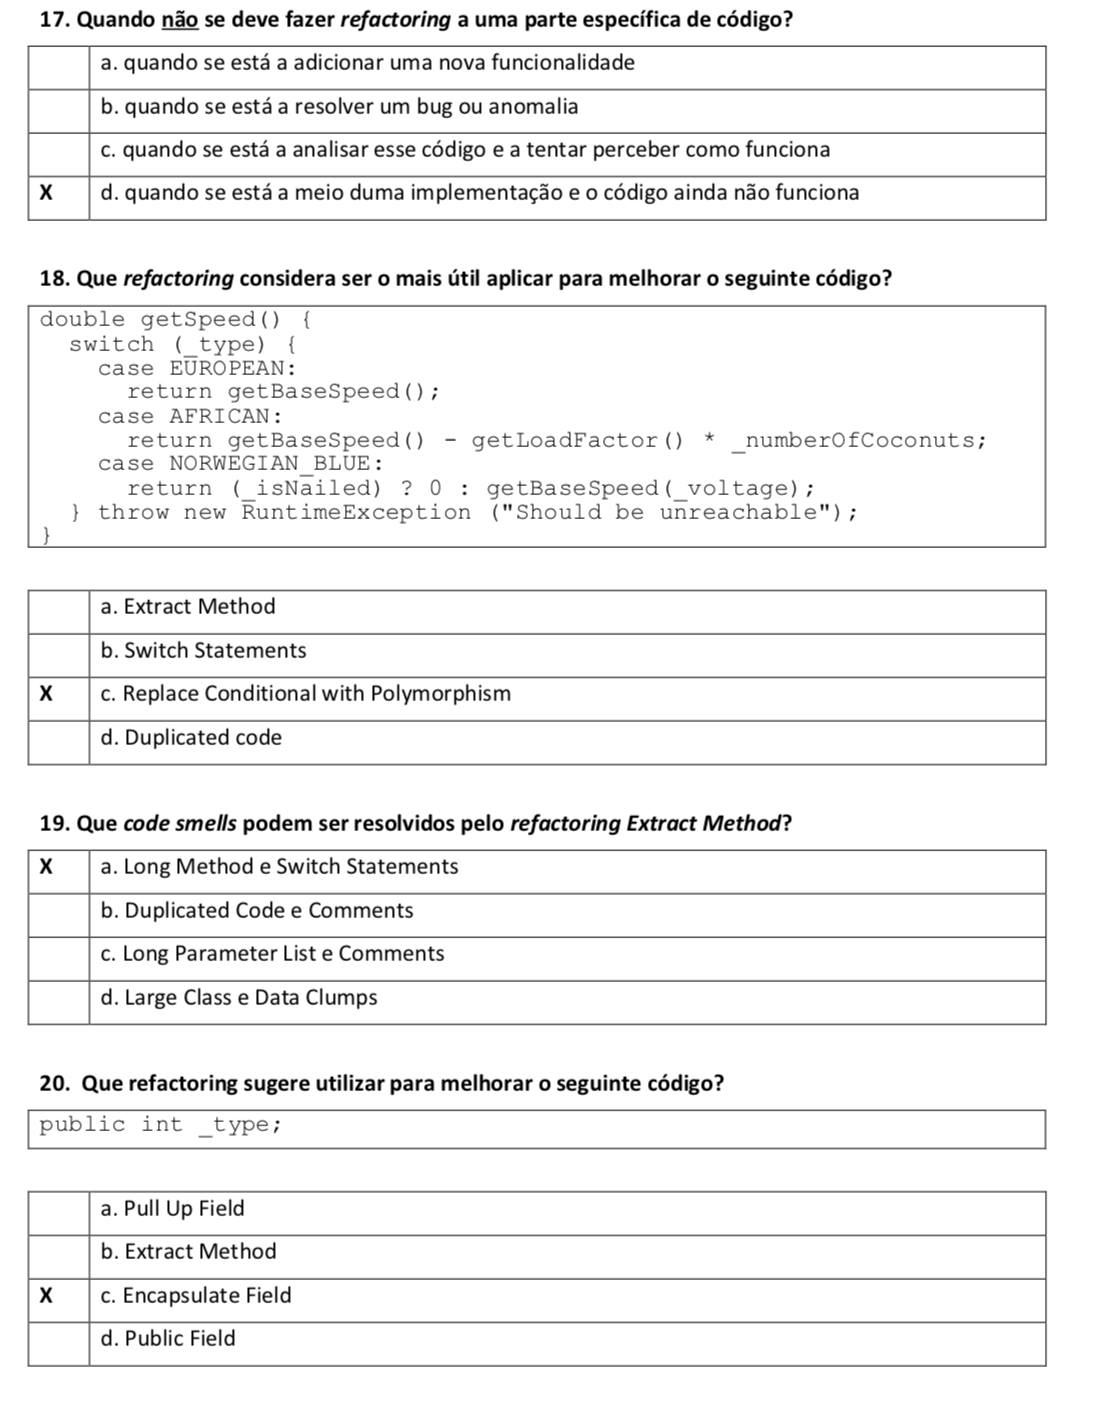 17. Quando não se deve fazer refactoring a uma parte específica de código?
a. quando se está a adicionar uma nova funcionalidade
b. quando se está a resolver um bug ou anomalia
c. quando se está a analisar esse código e a tentar perceber como funciona
X d. quando se está a meio duma implementação e o código ainda não funciona
18. Que refactoring considera ser o mais útil aplicar para melhorar o seguinte código?
double getSpeed() {
switch (_type) {
case EUROPEAN:
return getBaseSpeed();
case AFRICAN:
return getBaseSpeed() - getLoadFactor() * _numberOfCoconuts;
case NORWEGIAN_BLUE:
return (_isNailed) ? 0 : getBaseSpeed(_voltage);
} throw new RuntimeException ("Should be unreachable");
}
a. Extract Method
b. Switch Statements
X c. Replace Conditional with Polymorphism
d. Duplicated code
19. Que code smells podem ser resolvidos pelo refactoring Extract Method?
X a. Long Method e Switch Statements
b. Duplicated Code e Comments
c. Long Parameter List e Comments
d. Large Class e Data Clumps
20. Que refactoring sugere utilizar para melhorar o seguinte código?
public int _type;
a. Pull Up Field
b. Extract Method
X c. Encapsulate Field
d. Public Field